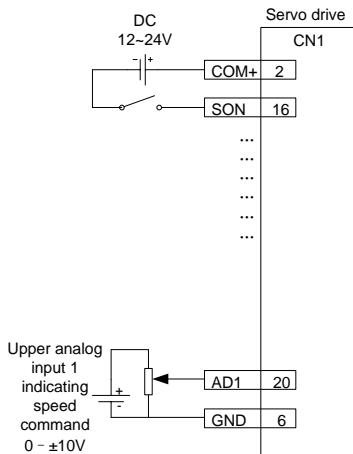 DC
12~24V
Servo drive
CN1
- +
COM+ 2
SON 16
...
...
...
...
...
...
Upper analog
input 1
indicating
speed
command
0－±10V
+
-
AD1 20
GND 6